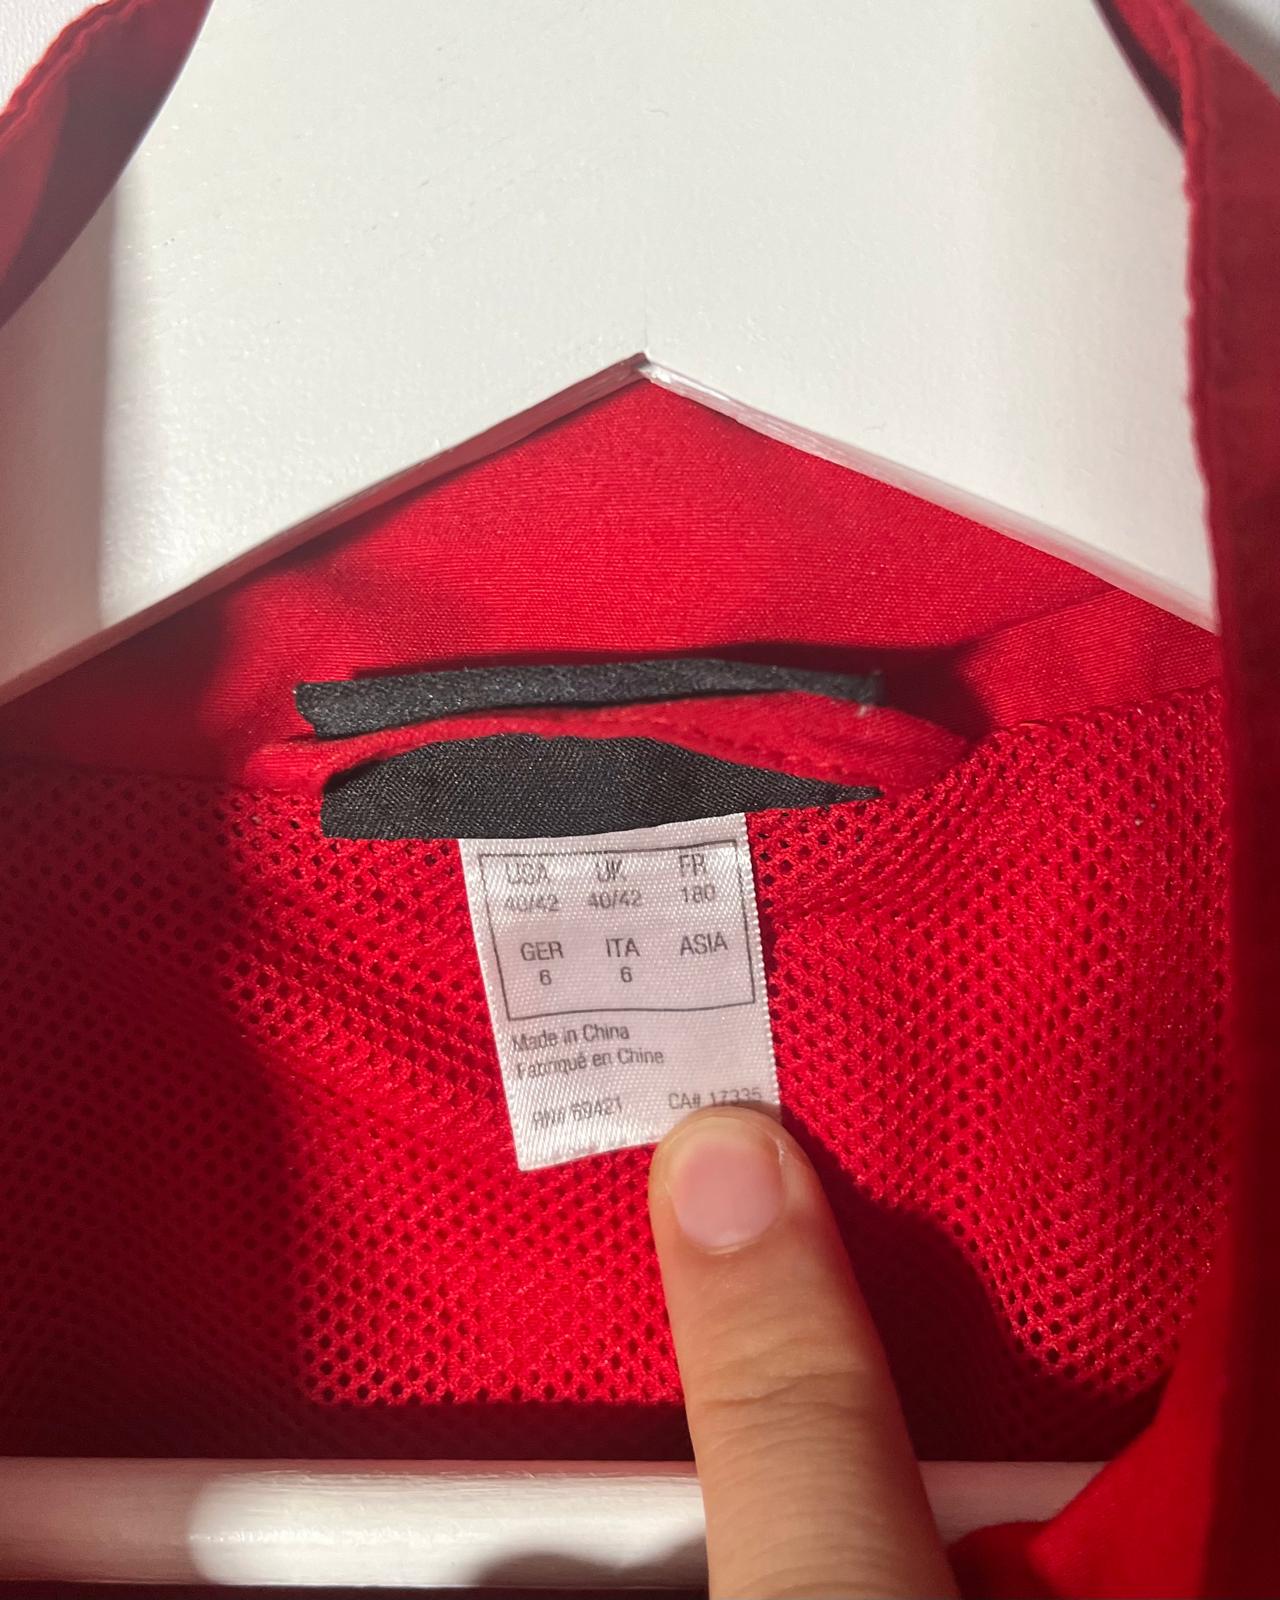 USA UK FR
40/42 40/42 180
GER ITA ASIA
6 6
Made in China
Fabriqué en Chine
RN# 69421 CA# 17335